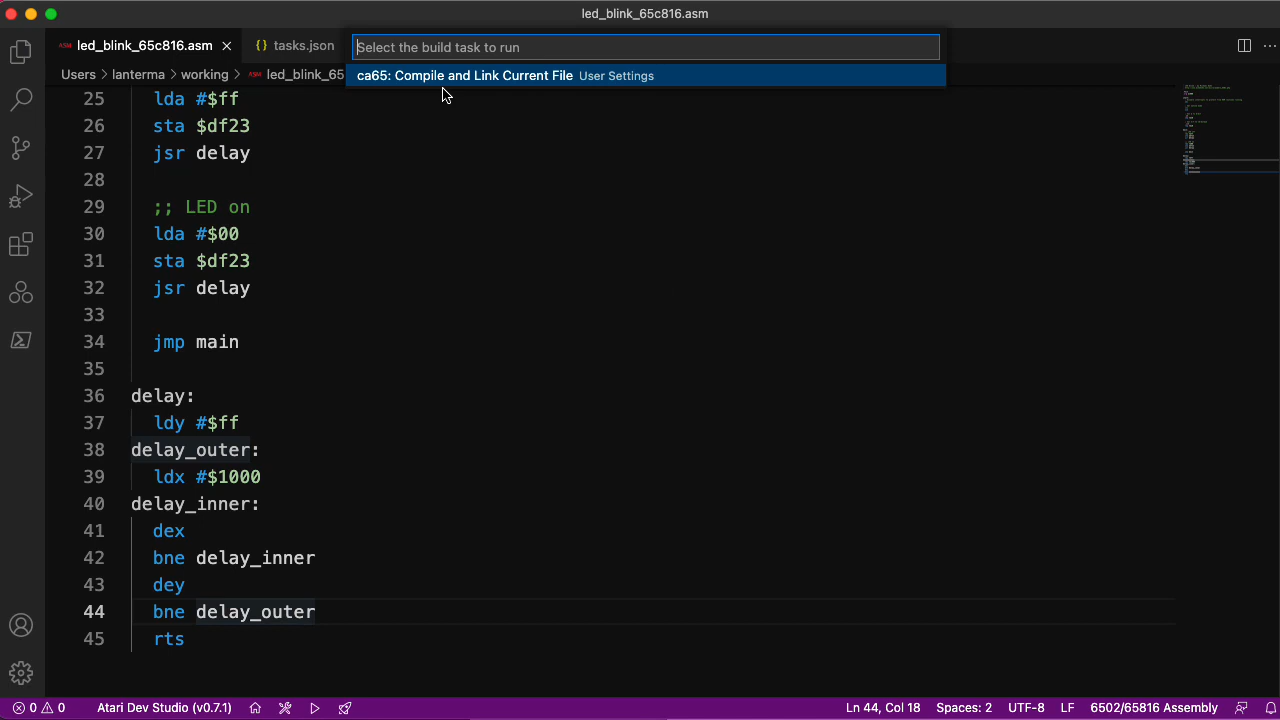 led_blink_65c816.asm
ASM led_blink_65c816.asm × {} tasks.json
Select the build task to run
Users > lanterma > working > ASM led_blink_65
ca65: Compile and Link Current File User Settings
25 lda #$ff
26 sta $df23
27 jsr delay
28
29 ;; LED on
30 lda #$00
31 sta $df23
32 jsr delay
33
34 jmp main
35
36 delay:
37 ldy #$ff
38 delay_outer:
39 ldx #$1000
40 delay_inner:
41 dex
42 bne delay_inner
43 dey
44 bne delay_outer
45 rts
0 0 Atari Dev Studio (v0.7.1) Ln 44, Col 18 Spaces: 2 UTF-8 LF 6502/65816 Assembly